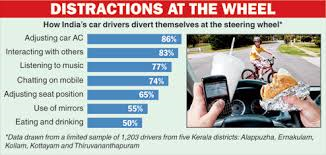 DISTRACTIONS AT THE WHEEL
How India's car drivers divert themselves at the steering wheel*
Adjusting car AC 86%
Interacting with others 83%
Listening to music 77%
Chatting on mobile 74%
Adjusting seat position 65%
Use of mirrors 55%
Eating and drinking 50%
*Data drawn from a limited sample of 1,203 drivers from five Kerala districts: Alappuzha, Ernakulam,
Kollam, Kottayam and Thiruvananthapuram